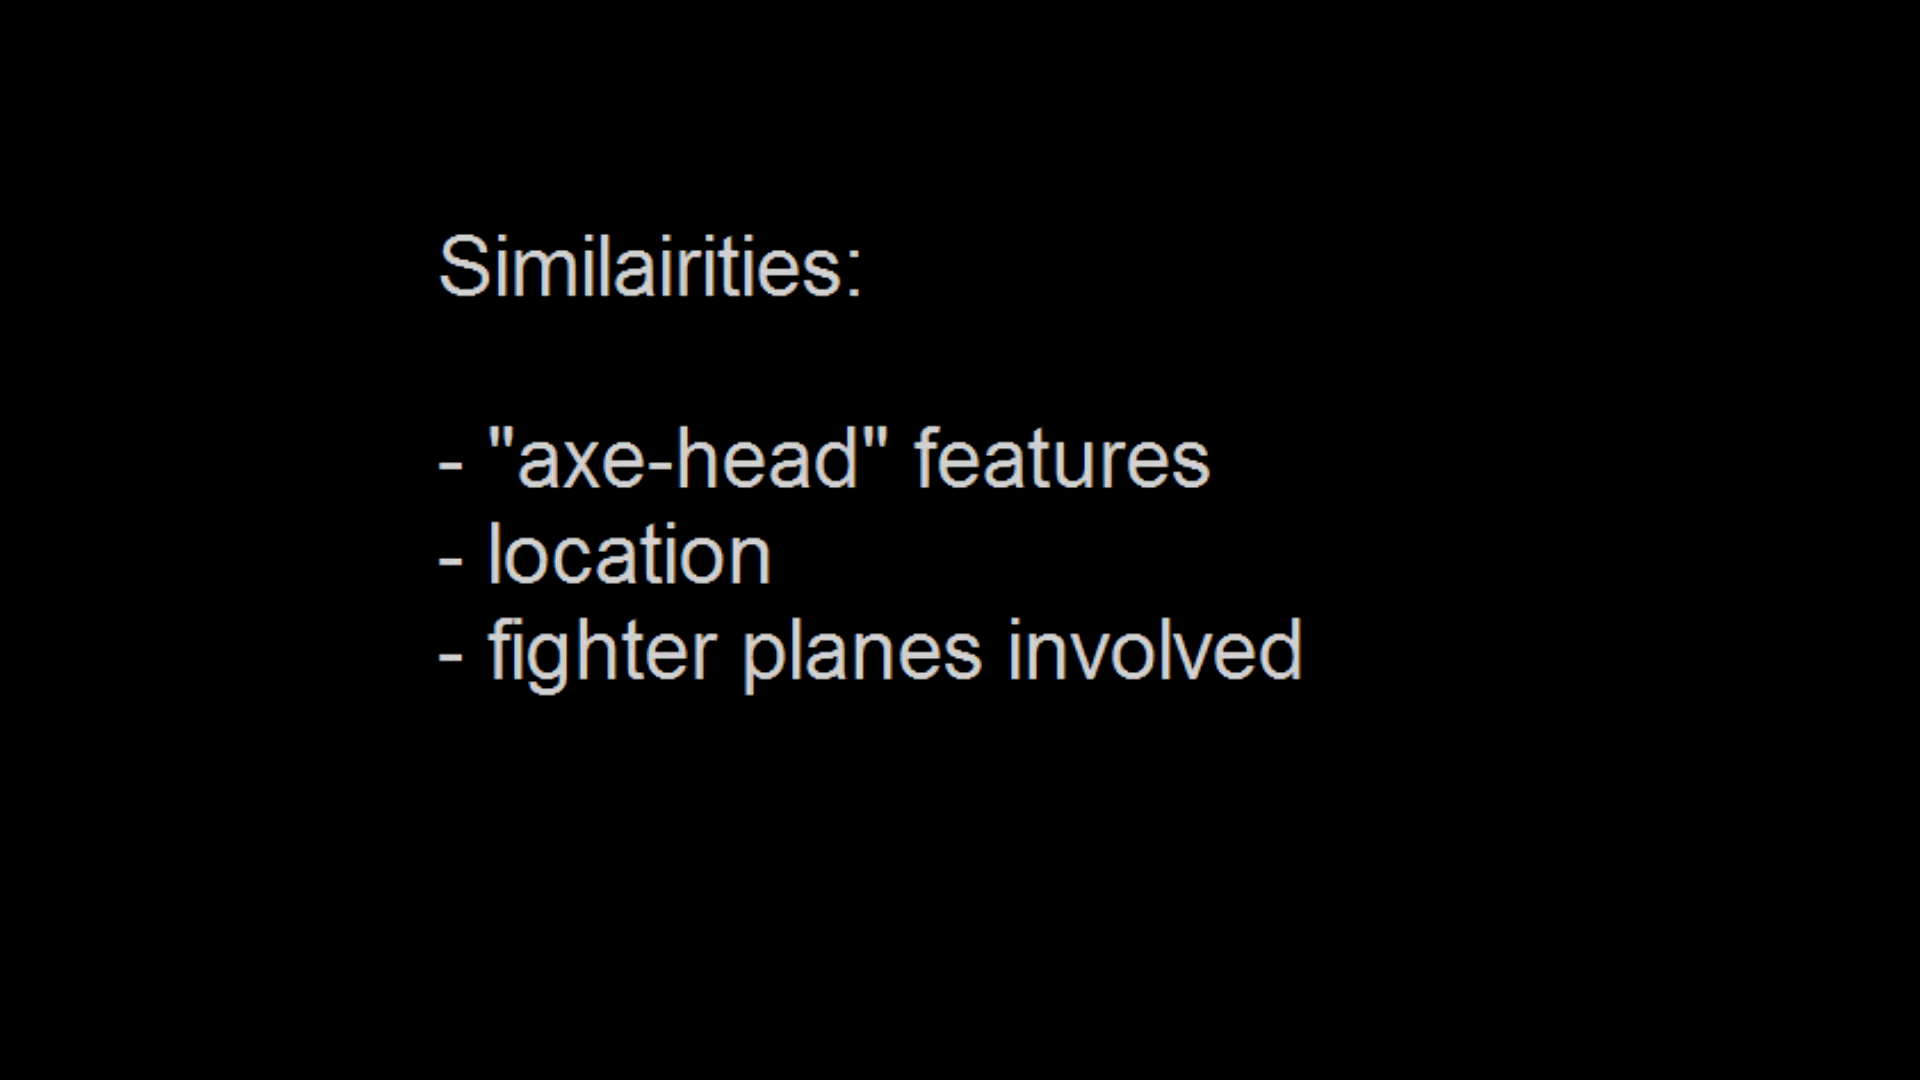 Similairities:
- "axe-head" features
- location
- fighter planes involved